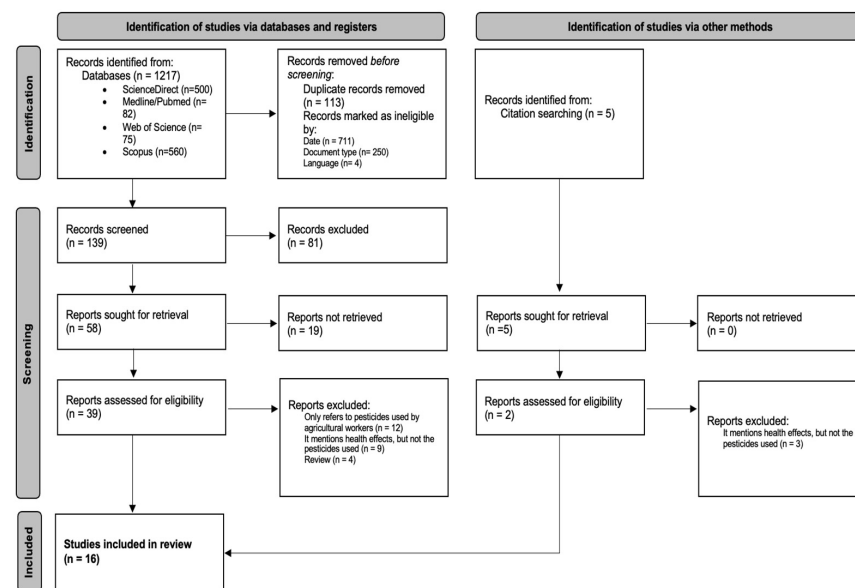 Identification of studies via databases and registers
Identification of studies via other methods
Identification
Records identified from:
Databases (n = 1217)
• ScienceDirect (n=500)
• Medline/Pubmed (n=
82)
• Web of Science (n=
75)
• Scopus (n=560)
Records removed before
screening:
Duplicate records removed
(n = 113)
Records marked as ineligible
by:
Date (n = 711)
Document type (n= 250)
Language (n= 4)
Records identified from:
Citation searching (n = 5)
Screening
Records screened
(n = 139)
Records excluded
(n = 81)
Reports sought for retrieval
(n = 58)
Reports not retrieved
(n = 19)
Reports sought for retrieval
(n =5)
Reports not retrieved
(n = 0)
Reports assessed for eligibility
(n = 39)
Reports excluded:
Only refers to pesticides used by
agricultural workers (n = 12)
It mentions health effects, but not the
pesticides used (n = 9)
Review (n = 4)
Reports assessed for eligibility
(n = 2)
Reports excluded:
It mentions health effects, but not the
pesticides used (n = 3)
Included
Studies included in review
(n = 16)